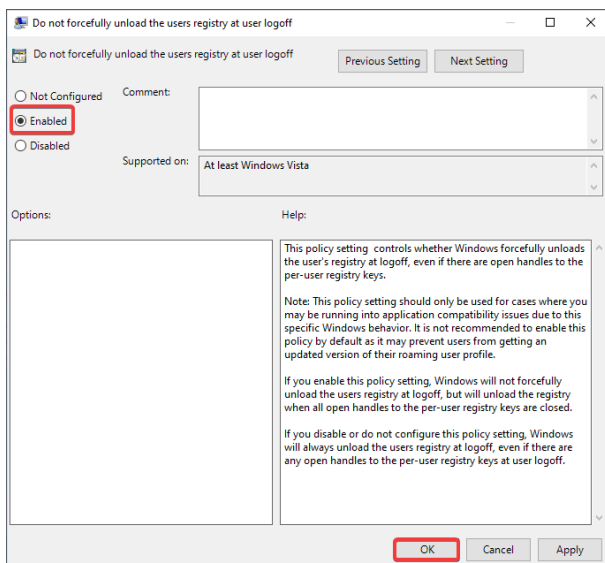 Do not forcefully unload the users registry at user logoff
Do not forcefully unload the users registry at user logoff
Previous Setting
Next Setting
Not Configured
Comment:
Enabled
Disabled
Supported on:
At least Windows Vista
Options:
Help:
This policy setting  controls whether Windows forcefully unloads
the user's registry at logoff, even if there are open handles to the
per-user registry keys.
Note: This policy setting should only be used for cases where you
may be running into application compatibility issues due to this
specific Windows behavior. It is not recommended to enable this
policy by default as it may prevent users from getting an
updated version of their roaming user profile.
If you enable this policy setting, Windows will not forcefully
unload the users registry at logoff, but will unload the registry
when all open handles to the per-user registry keys are closed.
If you disable or do not configure this policy setting, Windows
will always unload the users registry at logoff, even if there are
any open handles to the per-user registry keys at user logoff.
OK
Cancel
Apply